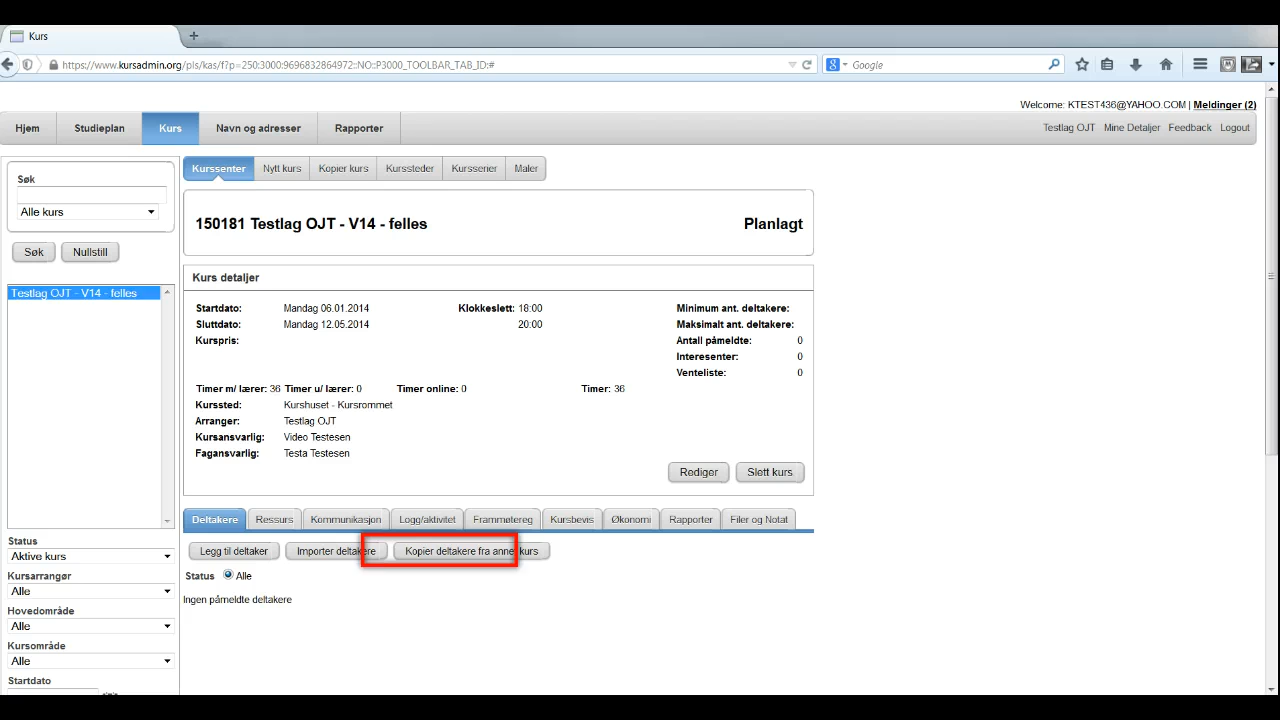 Kurs
https://www.kursadmin.org/pls/kas/f?p=250:3000:9696832864972::NO::P3000_TOOLBAR_TAB_ID:#
Google
Welcome: KTEST436@YAHOO.COM | Meldinger (2)
Hjem Studieplan Kurs Navn og adresser Rapporter
Testlag OJT Mine Detaljer Feedback Logout
Kurssenter Nytt kurs Kopier kurs Kurssteder Kursserier Maler
Søk
Alle kurs
Søk Nullstill
Testlag OJT - V14 - felles
Status
Aktive kurs
Kursarrangør
Alle
Hovedområde
Alle
Kursområde
Alle
Startdato
150181 Testlag OJT - V14 - felles Planlagt
Kurs detaljer
Startdato: Mandag 06.01.2014 Klokkeslett: 18:00 Minimum ant. deltakere:
Sluttdato: Mandag 12.05.2014 20:00 Maksimalt ant. deltakere:
Kurspris: Antall påmeldte: 0
Interesenter: 0
Venteliste: 0
Timer m/ lærer: 36 Timer u/ lærer: 0 Timer online: 0 Timer: 36
Kurssted: Kurshuset - Kursrommet
Arranger: Testlag OJT
Kursansvarlig: Video Testesen
Fagansvarlig: Testa Testesen
Rediger Slett kurs
Deltakere Ressurs Kommunikasjon Logg/aktivitet Frammøtereg Kursbevis Økonomi Rapporter Filer og Notat
Legg til deltaker Importer deltakere Kopier deltakere fra annet kurs
Status Alle
Ingen påmeldte deltakere